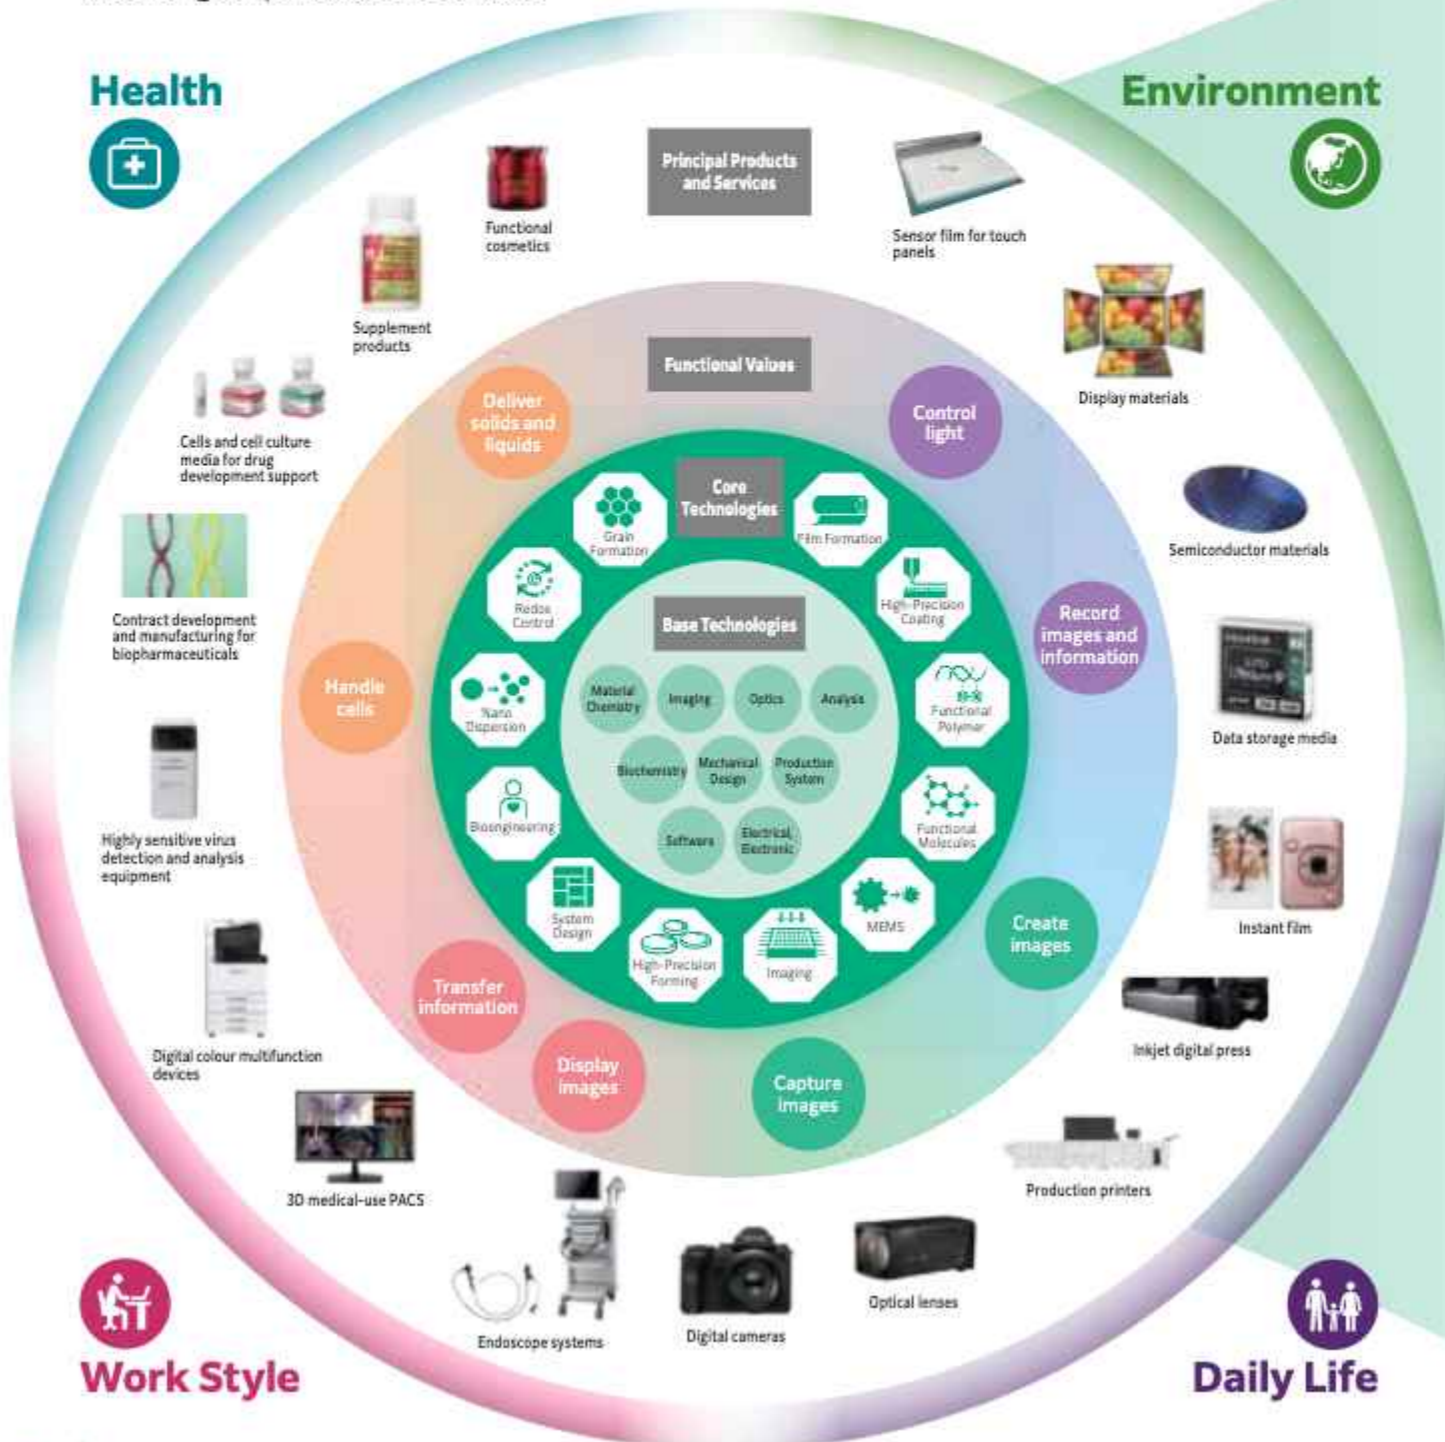 Health
Environment
Principal Products
and Services
Functional
cosmetics
Sensor film for touch
panels
Supplement
products
Display materials
Functional Values
Deliver
solids and
liquids
Control
light
Cells and cell culture
media for drug
development support
Core
Technologies
Grain
Formation
Film Formation
Semiconductor materials
Redox
Control
High-Precision
Coating
Contract development
and manufacturing for
biopharmaceuticals
Base Technologies
Record
images and
information
Handle
cells
Nano
Dispersion
Material
Chemistry
Imaging
Optics
Analysis
Functional
Polymer
Data storage media
Biochemistry
Mechanical
Design
Production
System
Highly sensitive virus
detection and analysis
equipment
Bioengineering
Software
Electrical,
Electronic
Functional
Molecules
Instant film
System
Design
MEMS
Create
images
High-Precision
Forming
Imaging
Transfer
information
Digital colour multifunction
devices
Inkjet digital press
Display
images
Capture
images
3D medical-use PACS
Production printers
Endoscope systems
Digital cameras
Optical lenses
Work Style
Daily Life